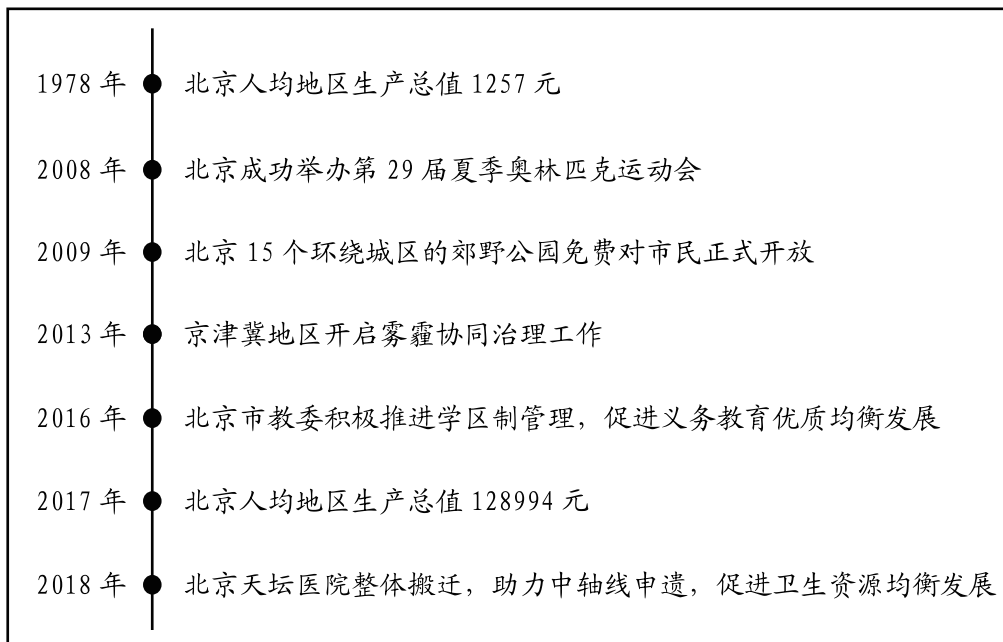 1978 年 北京人均地区生产总值 1257 元
2008 年 北京成功举办第 29 届夏季奥林匹克运动会
2009 年 北京 15 个环绕城区的郊野公园免费对市民正式开放
2013 年 京津冀地区开启雾霾协同治理工作
2016 年 北京市教委积极推进学区制管理，促进义务教育优质均衡发展
2017 年 北京人均地区生产总值 128994 元
2018 年 北京天坛医院整体搬迁，助力中轴线申遗，促进卫生资源均衡发展